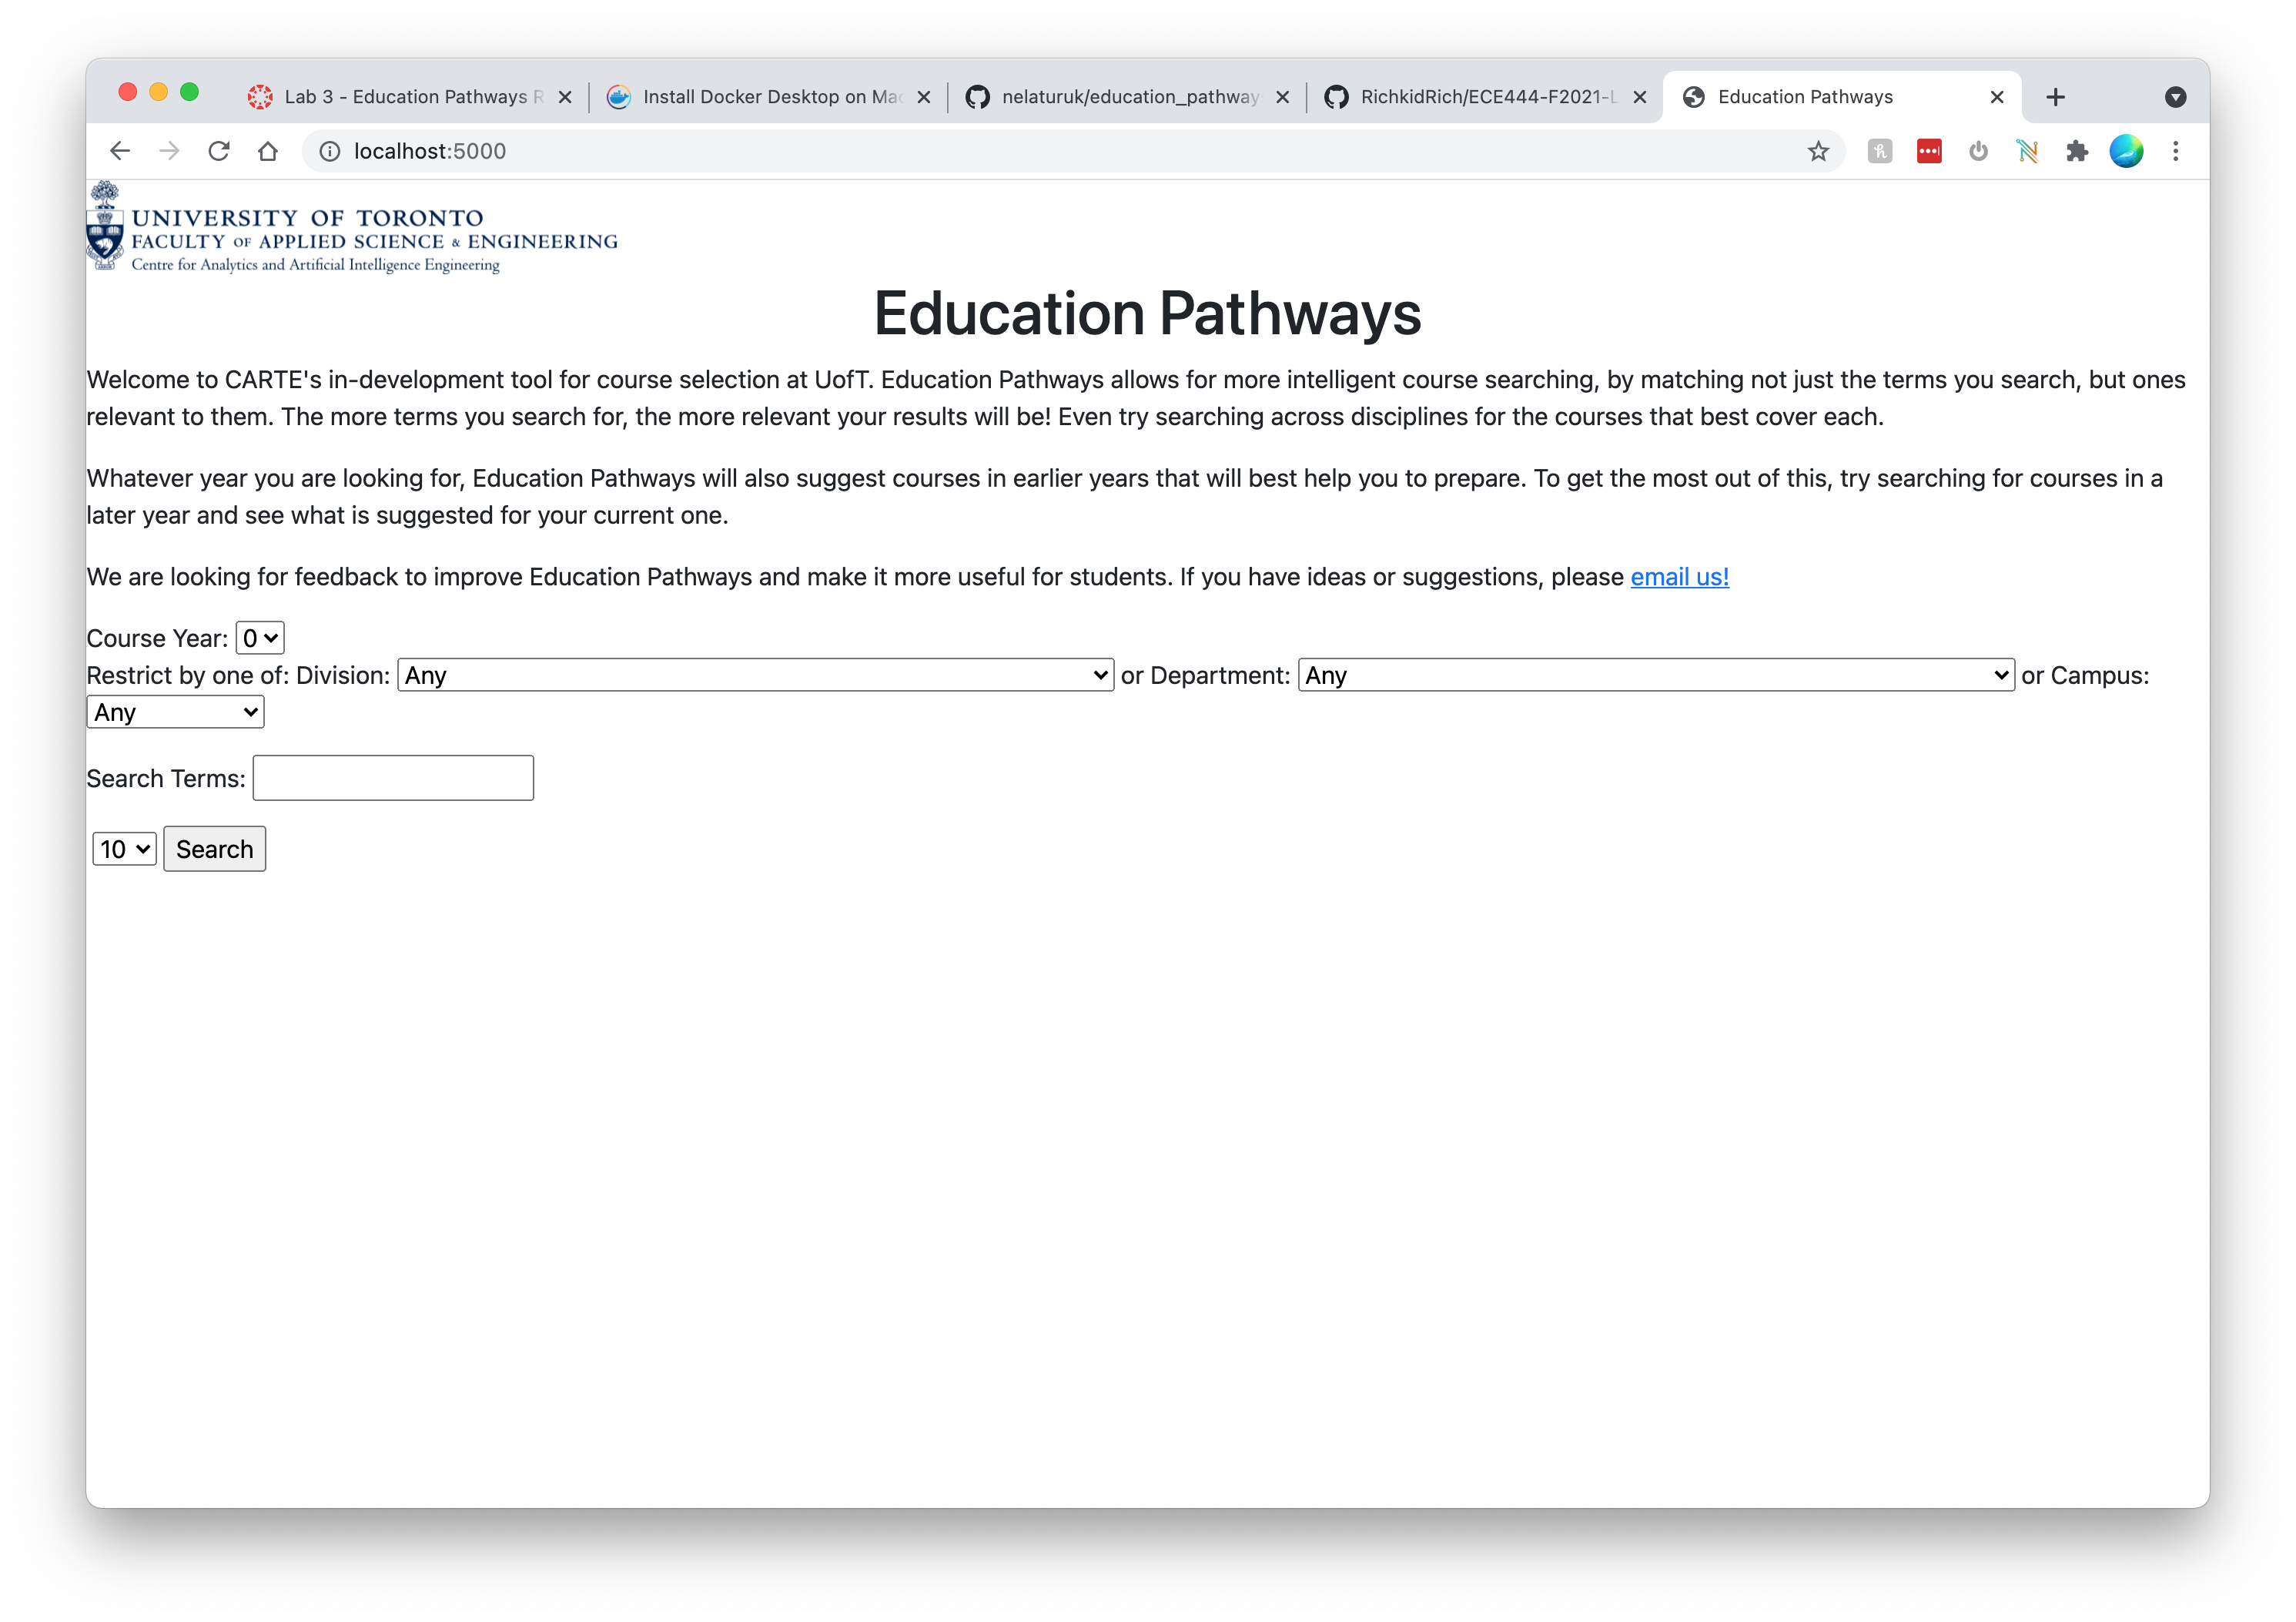 Lab 3 - Education Pathways R
Install Docker Desktop on Mac
nelaturuk/education_pathway
RichkidRich/ECE444-F2021-L
Education Pathways
localhost:5000
UNIVERSITY OF TORONTO
FACULTY OF APPLIED SCIENCE & ENGINEERING
Centre for Analytics and Artificial Intelligence Engineering
Education Pathways
Welcome to CARTE's in-development tool for course selection at UofT. Education Pathways allows for more intelligent course searching, by matching not just the terms you search, but ones
relevant to them. The more terms you search for, the more relevant your results will be! Even try searching across disciplines for the courses that best cover each.
Whatever year you are looking for, Education Pathways will also suggest courses in earlier years that will best help you to prepare. To get the most out of this, try searching for courses in a
later year and see what is suggested for your current one.
We are looking for feedback to improve Education Pathways and make it more useful for students. If you have ideas or suggestions, please email us!
Course Year: 0
Restrict by one of: Division: Any or Department: Any or Campus:
Any
Search Terms:
10 Search